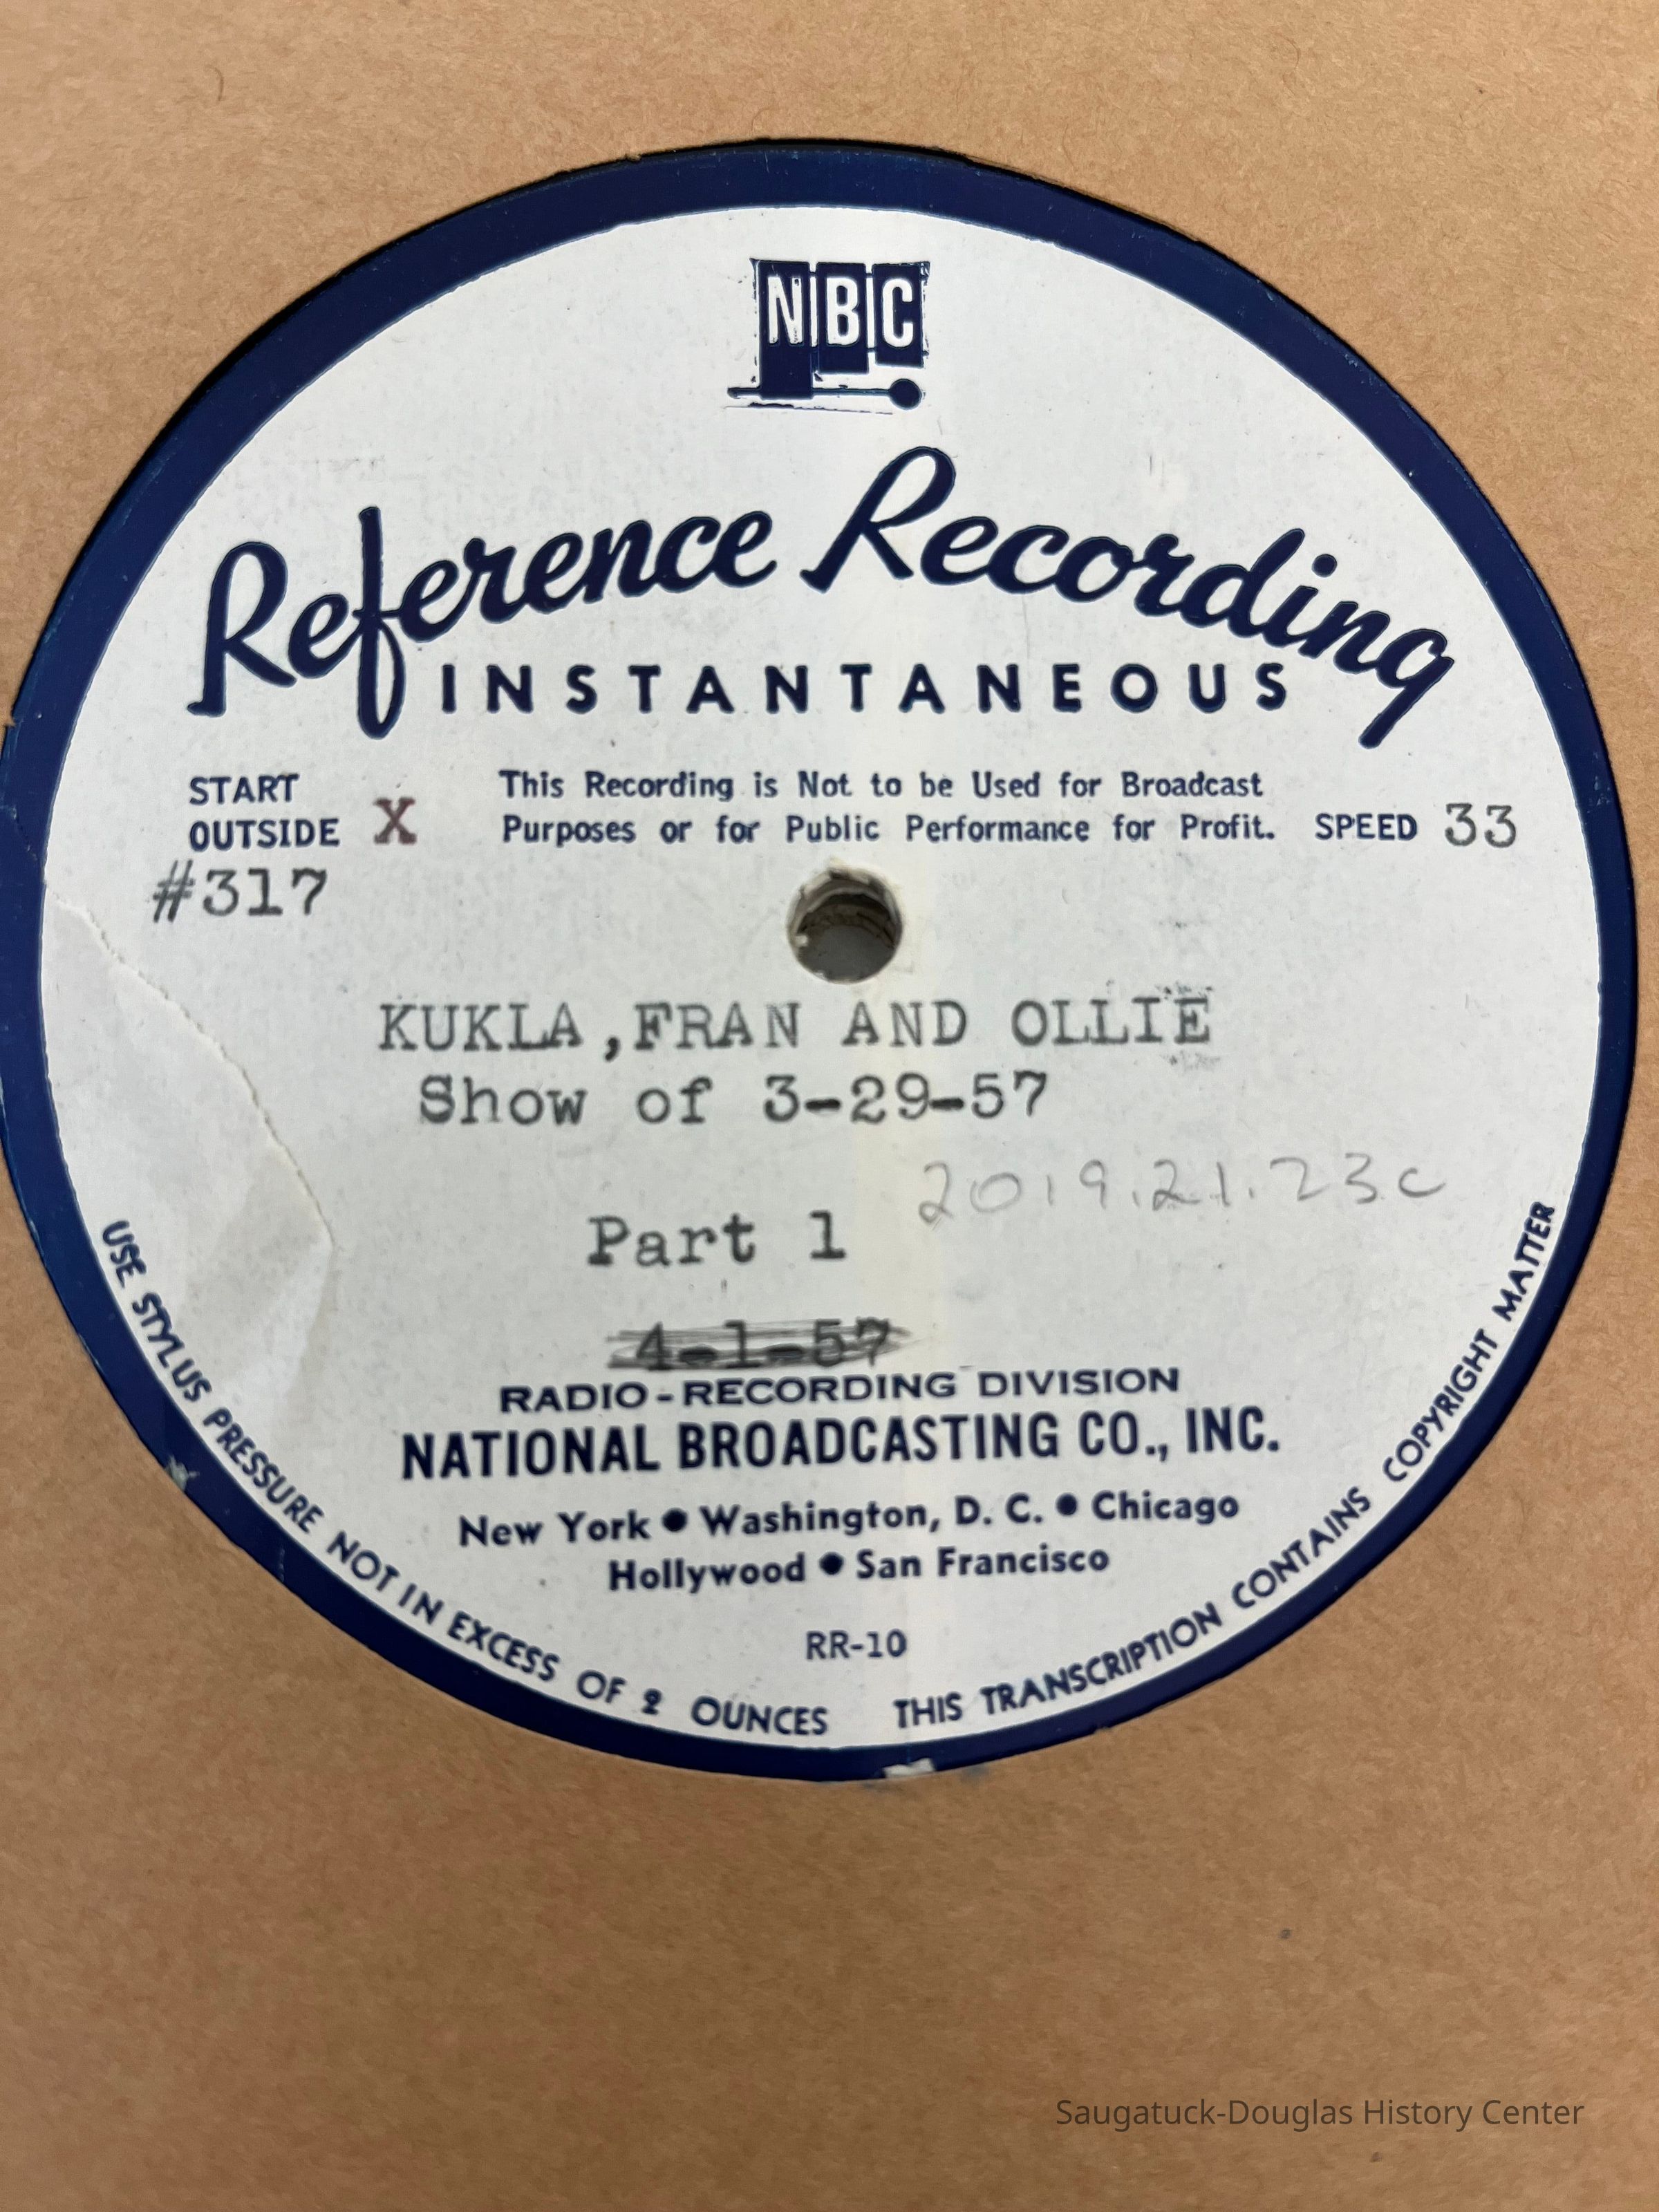 NBC
Reference Recording
INSTANTANEOUS
START
OUTSIDE X
This Recording is Not to be Used for Broadcast
Purposes or for Public Performance for Profit.
SPEED 33
#317
KUKLA,FRAN AND OLLIE
Show of 3-29-57
2019.21.23c
Part 1
4-1-57
RADIO-RECORDING DIVISION
NATIONAL BROADCASTING CO., INC.
New York ● Washington, D. C. ● Chicago
Hollywood ● San Francisco
RR-10
USE STYLUS PRESSURE NOT IN EXCESS OF 2 OUNCES
THIS TRANSCRIPTION CONTAINS COPYRIGHT MATTER
Saugatuck-Douglas History Center